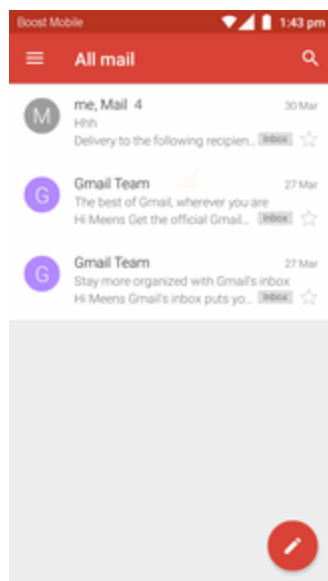 Boost Mobile 1:43 pm
All mail
M me, Mail 4 30 Mar
Hhh
Delivery to the following recipien... Inbox
G Gmail Team 27 Mar
The best of Gmail, wherever you are
Hi Meens Get the official Gmail... Inbox
G Gmail Team 27 Mar
Stay more organized with Gmail's inbox
Hi Meens Gmail's inbox puts yo... Inbox